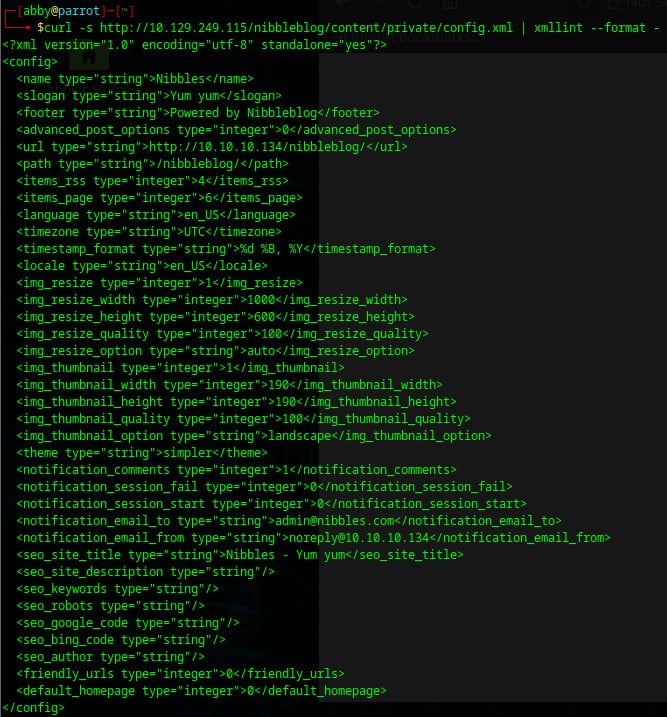 [abby@parrot]-[~]
$curl -s http://10.129.249.115/nibbleblog/content/private/config.xml | xmllint --format -
<?xml version="1.0" encoding="utf-8" standalone="yes"?>
<config>
  <name type="string">Nibbles</name>
  <slogan type="string">Yum yum</slogan>
  <footer type="string">Powered by Nibbleblog</footer>
  <advanced_post_options type="integer">0</advanced_post_options>
  <url type="string">http://10.10.10.134/nibbleblog/</url>
  <path type="string">/nibbleblog/</path>
  <items_rss type="integer">4</items_rss>
  <items_page type="integer">6</items_page>
  <language type="string">en_US</language>
  <timezone type="string">UTC</timezone>
  <timestamp_format type="string">%d %B, %Y</timestamp_format>
  <locale type="string">en_US</locale>
  <img_resize type="integer">1</img_resize>
  <img_resize_width type="integer">1000</img_resize_width>
  <img_resize_height type="integer">600</img_resize_height>
  <img_resize_quality type="integer">100</img_resize_quality>
  <img_resize_option type="string">auto</img_resize_option>
  <img_thumbnail type="integer">1</img_thumbnail>
  <img_thumbnail_width type="integer">190</img_thumbnail_width>
  <img_thumbnail_height type="integer">190</img_thumbnail_height>
  <img_thumbnail_quality type="integer">100</img_thumbnail_quality>
  <img_thumbnail_option type="string">landscape</img_thumbnail_option>
  <theme type="string">simpler</theme>
  <notification_comments type="integer">1</notification_comments>
  <notification_session_fail type="integer">0</notification_session_fail>
  <notification_session_start type="integer">0</notification_session_start>
  <notification_email_to type="string">admin@nibbles.com</notification_email_to>
  <notification_email_from type="string">noreply@10.10.10.134</notification_email_from>
  <seo_site_title type="string">Nibbles - Yum yum</seo_site_title>
  <seo_site_description type="string"/>
  <seo_keywords type="string"/>
  <seo_robots type="string"/>
  <seo_google_code type="string"/>
  <seo_bing_code type="string"/>
  <seo_author type="string"/>
  <friendly_urls type="integer">0</friendly_urls>
  <default_homepage type="integer">0</default_homepage>
</config>